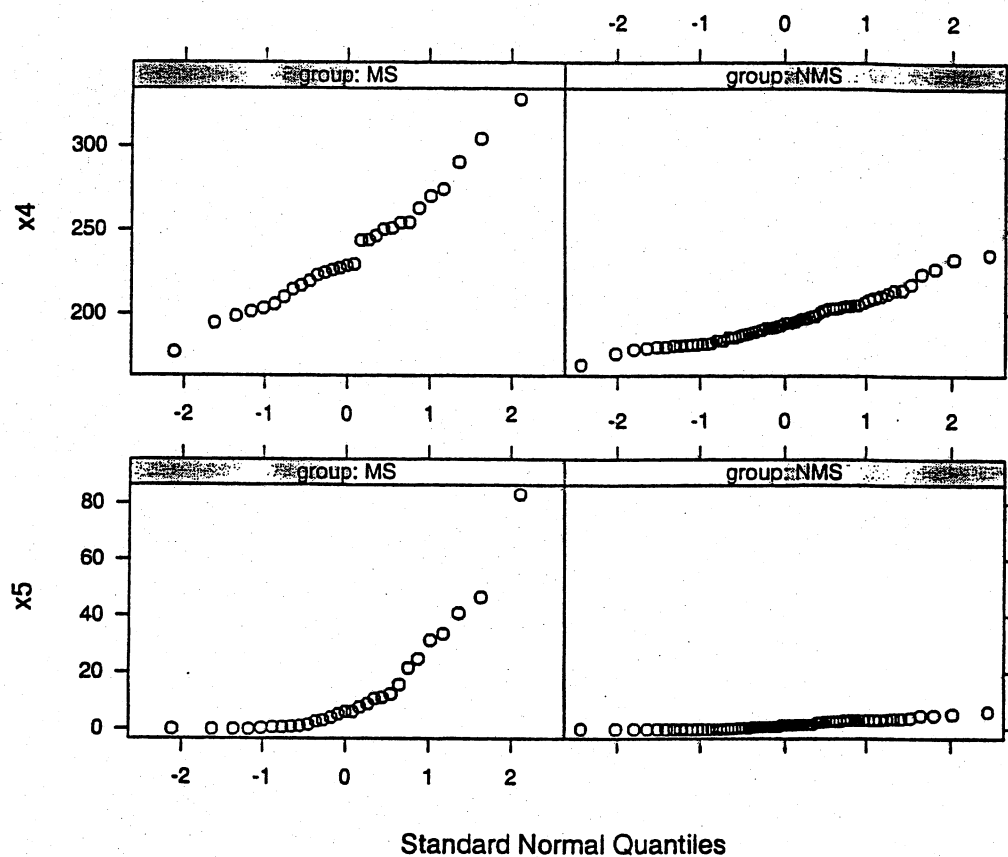 -2 -1 0 1 2
group: MS group: NMS
300
250
200
x4
-2 -1 0 1 2 -2 -1 0 1 2
group: MS group: NMS
80
60
40
20
0
x5
-2 -1 0 1 2
Standard Normal Quantiles